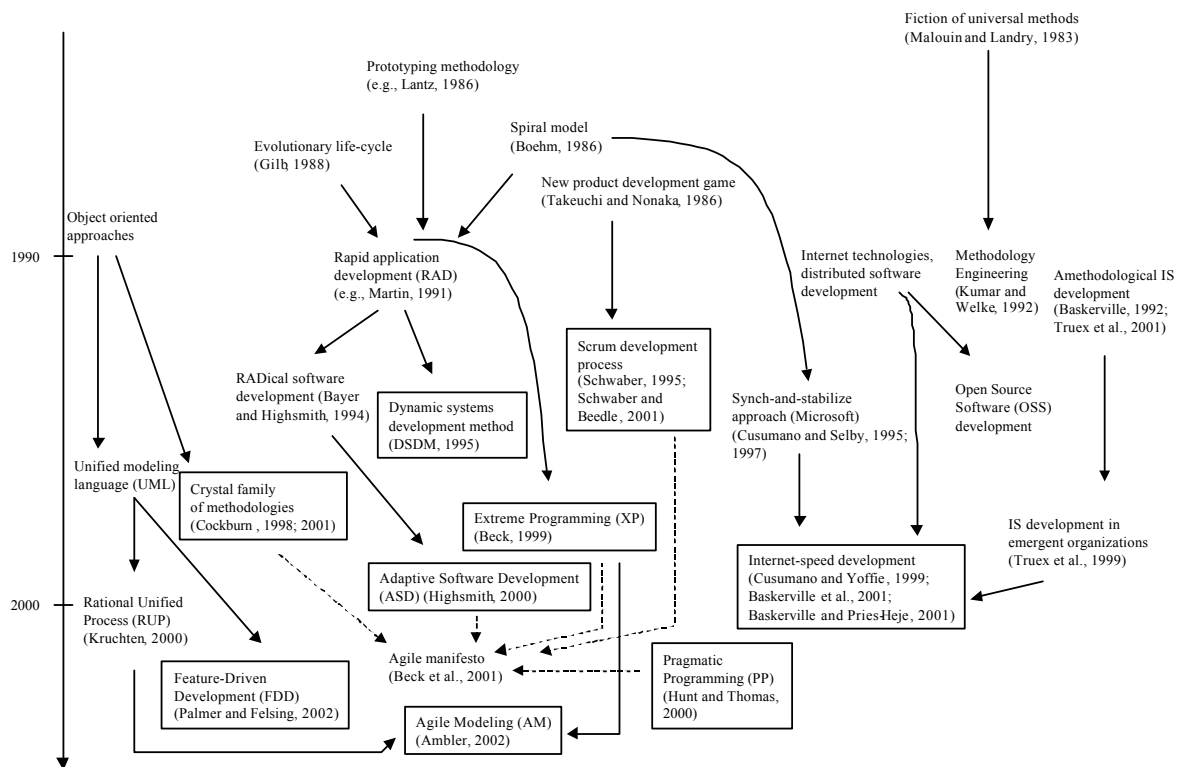 Fiction of universal methods
(Malouin and Landry, 1983)
Prototyping methodology
(e.g., Lantz, 1986)
Spiral model
(Boehm, 1986)
Evolutionary life-cycle
(Gilb, 1988)
New product development game
(Takeuchi and Nonaka, 1986)
Object oriented
approaches
1990
Rapid application
development (RAD)
(e.g., Martin, 1991)
Internet technologies,
distributed software
development
Methodology
Engineering
(Kumar and
Welke, 1992)
Amethodological IS
development
(Baskerville, 1992;
Truex et al., 2001)
Scrum development
process
(Schwaber, 1995;
Schwaber and
Beedle, 2001)
RADical software
development (Bayer
and Highsmith, 1994)
Dynamic systems
development method
(DSDM, 1995)
Synch-and-stabilize
approach (Microsoft)
(Cusumano and Selby, 1995;
1997)
Open Source
Software (OSS)
development
Unified modeling
language (UML)
Crystal family
of methodologies
(Cockburn, 1998; 2001)
Extreme Programming (XP)
(Beck, 1999)
IS development in
emergent organizations
(Truex et al., 1999)
Internet-speed development
(Cusumano and Yoffie, 1999;
Baskerville et al., 2001;
Baskerville and Pries-Heje, 2001)
Adaptive Software Development
(ASD) (Highsmith, 2000)
2000
Rational Unified
Process (RUP)
(Kruchten, 2000)
Agile manifesto
(Beck et al., 2001)
Pragmatic
Programming (PP)
(Hunt and Thomas,
2000)
Feature-Driven
Development (FDD)
(Palmer and Felsing, 2002)
Agile Modeling (AM)
(Ambler, 2002)